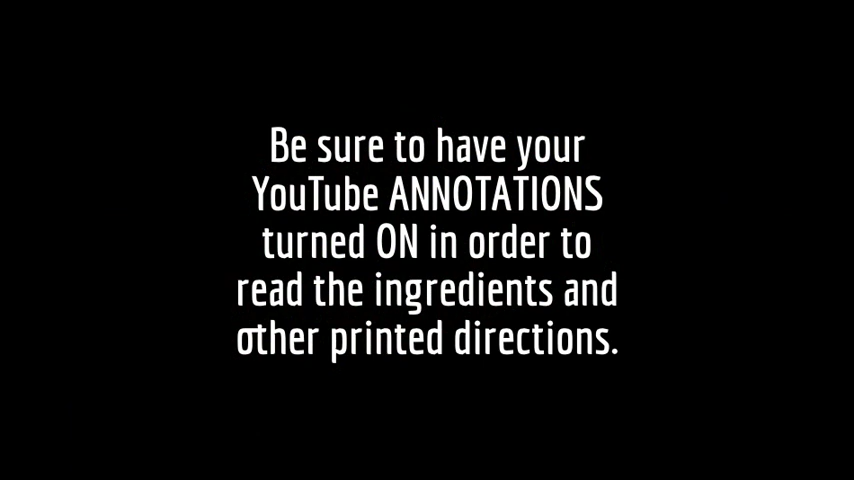 Be sure to have your
YouTube ANNOTATIONS
turned ON in order to
read the ingredients and
other printed directions.